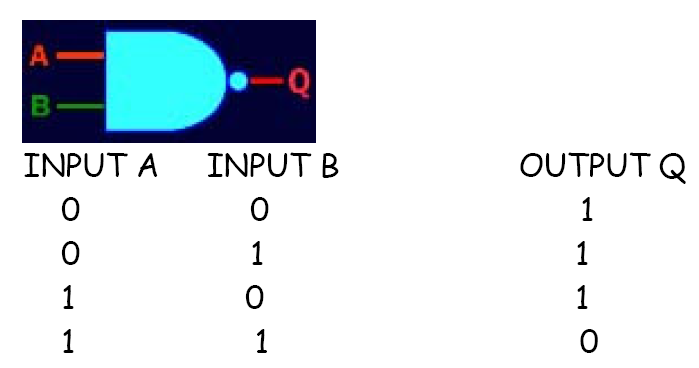 A
B
Q
INPUT A INPUT B OUTPUT Q
0 0 1
0 1 1
1 0 1
1 1 0